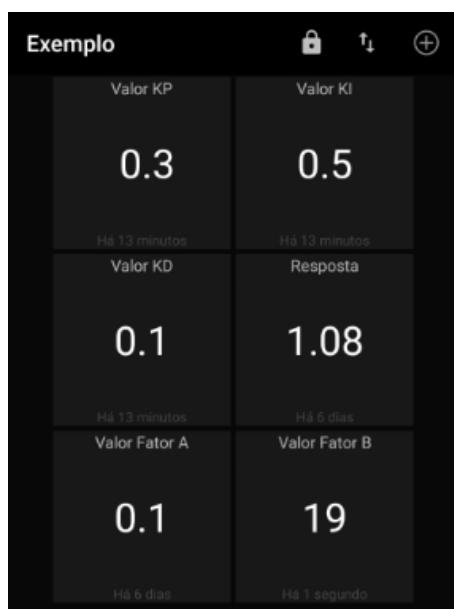 Exemplo
Valor KP
Valor KI
0.3
0.5
Há 13 minutos
Há 13 minutos
Valor KD
Resposta
0.1
1.08
Há 13 minutos
Há 6 dias
Valor Fator A
Valor Fator B
0.1
19
Há 6 dias
Há 1 segundo